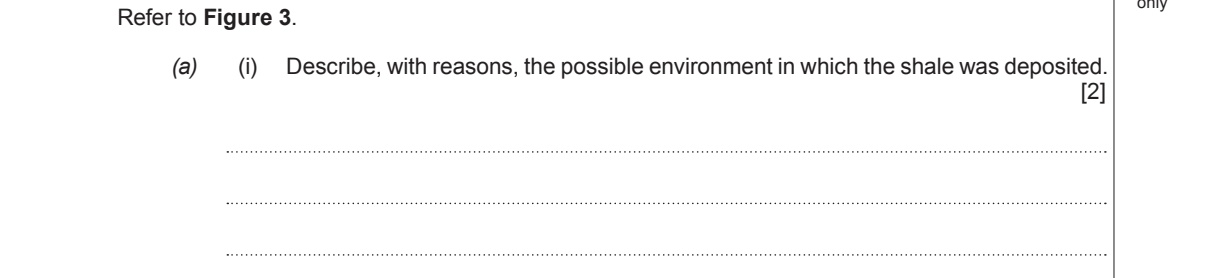 only
Refer to Figure 3.
(a) (i) Describe, with reasons, the possible environment in which the shale was deposited.
[2]